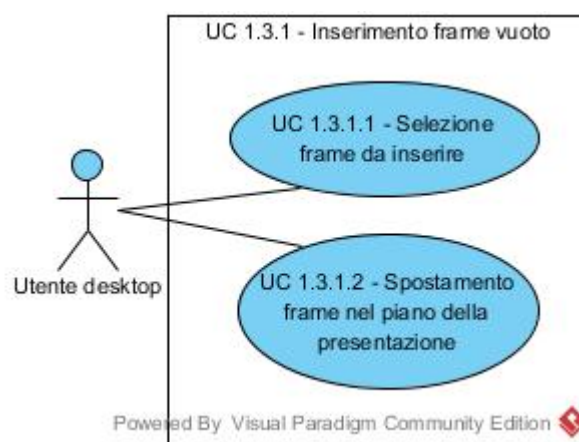 UC 1.3.1 - Inserimento frame vuoto
UC 1.3.1.1 - Selezione
frame da inserire
Utente desktop
UC 1.3.1.2 - Spostamento
frame nel piano della
presentazione
Powered By Visual Paradigm Community Edition